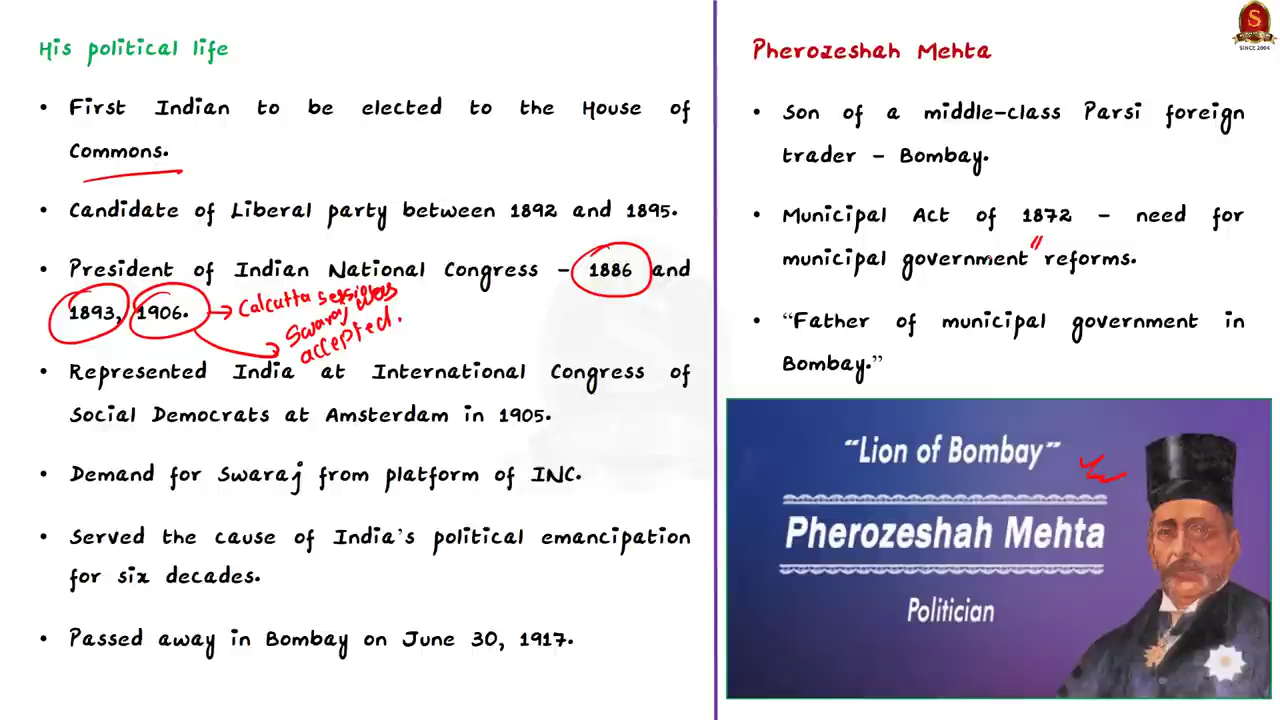 His political life
• First Indian to be elected to the House of
Commons.
• Candidate of Liberal party between 1892 and 1895.
• President of Indian National Congress – 1886 and
1893, 1906.
→ Calcutta session
Swaraj was
accepted.
• Represented India at International Congress of
Social Democrats at Amsterdam in 1905.
• Demand for Swaraj from platform of INC.
• Served the cause of India's political emancipation
for six decades.
• Passed away in Bombay on June 30, 1917.
Pherozeshah Mehta
• Son of a middle-class Parsi foreign
trader – Bombay.
• Municipal Act of 1872 – need for
municipal government reforms.
• “Father of municipal government in
Bombay.”
“Lion of Bombay”
Pherozeshah Mehta
Politician
S
SINCE 2004